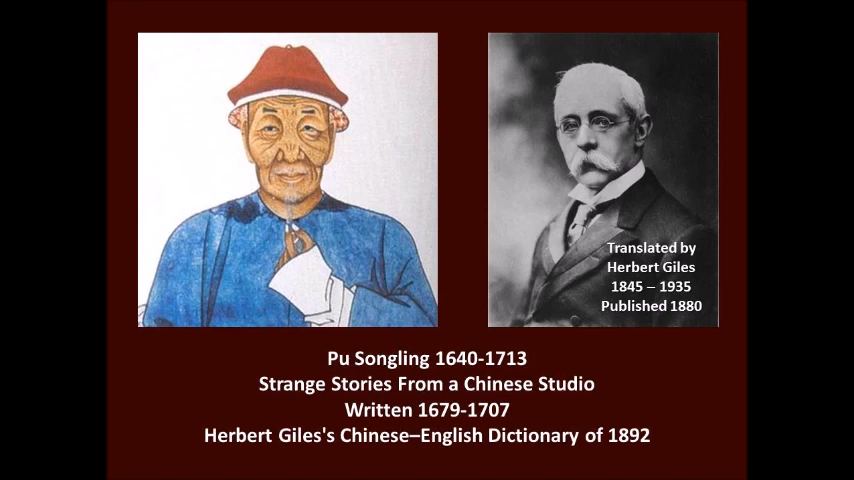 Translated by
Herbert Giles
1845 – 1935
Published 1880
Pu Songling 1640-1713
Strange Stories From a Chinese Studio
Written 1679-1707
Herbert Giles's Chinese–English Dictionary of 1892